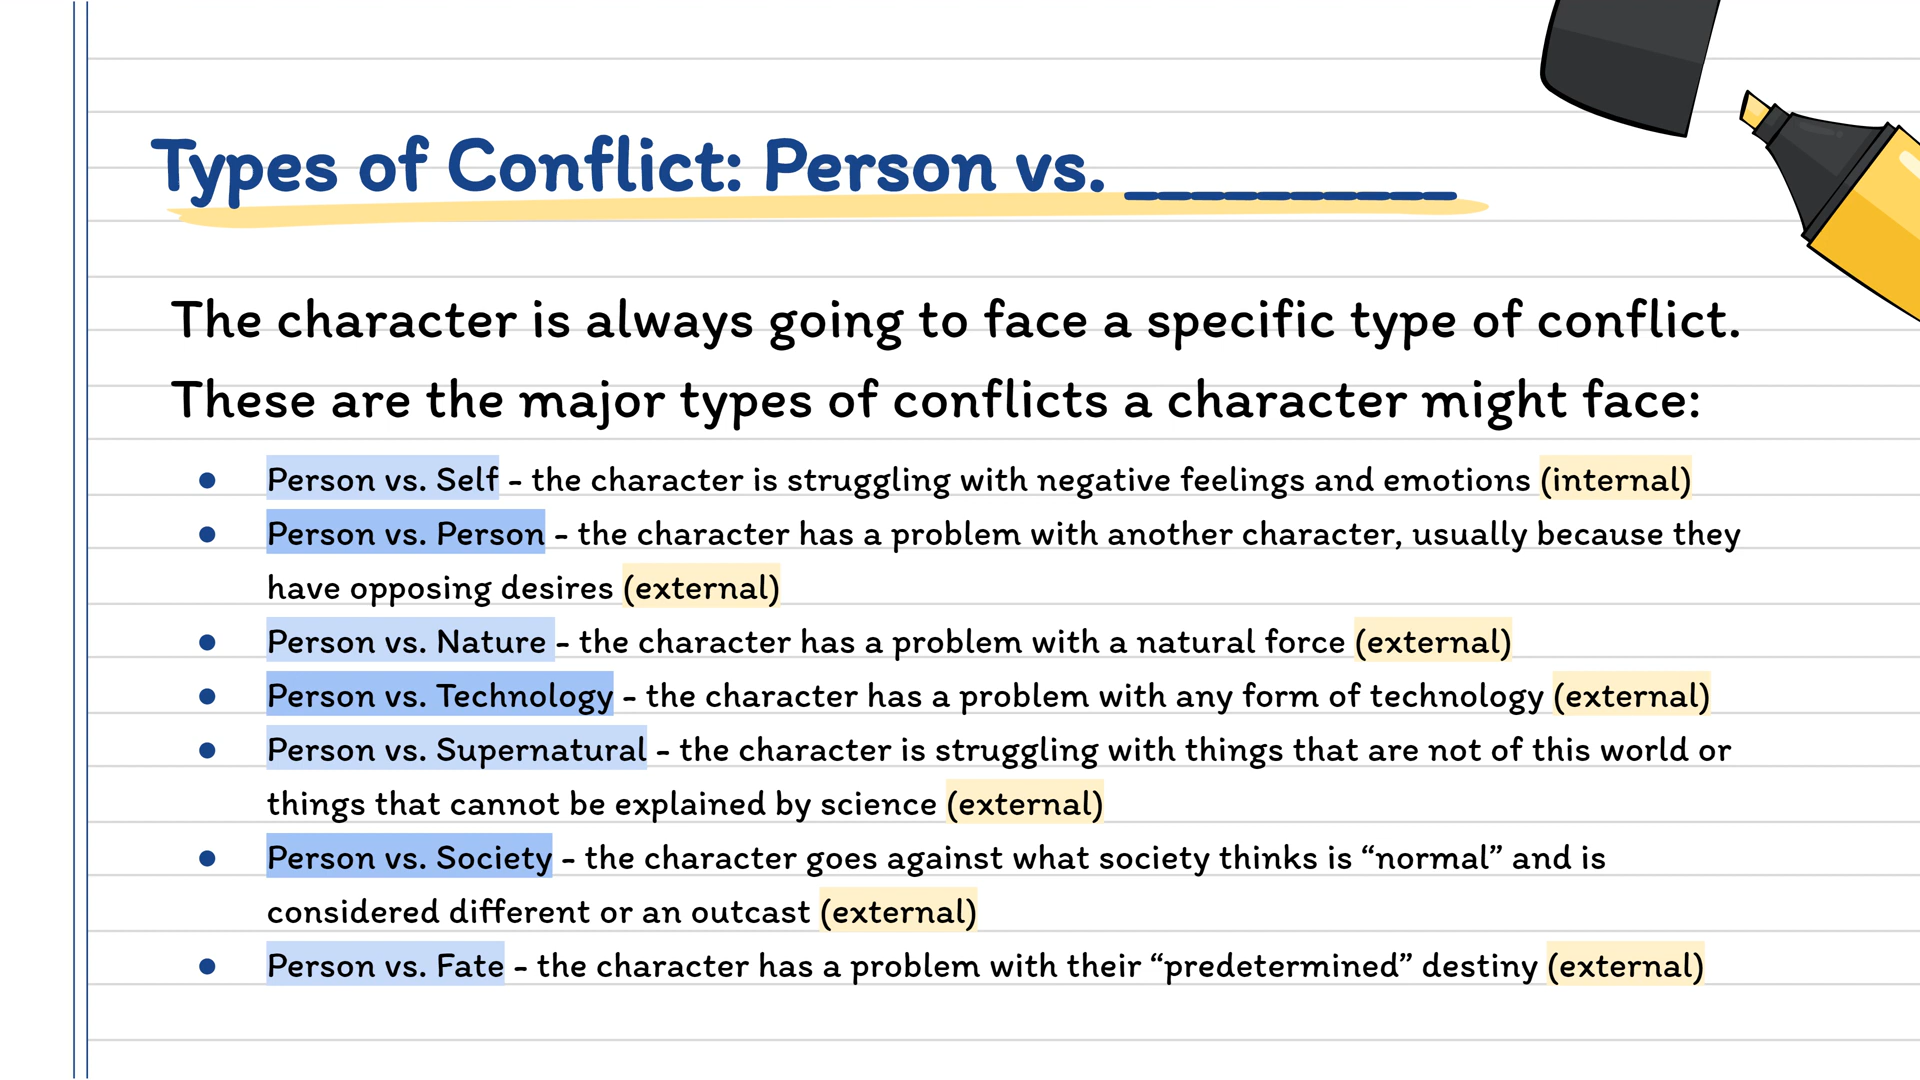 Types of Conflict: Person vs. __________
The character is always going to face a specific type of conflict.
These are the major types of conflicts a character might face:
● Person vs. Self - the character is struggling with negative feelings and emotions (internal)
● Person vs. Person - the character has a problem with another character, usually because they
have opposing desires (external)
● Person vs. Nature - the character has a problem with a natural force (external)
● Person vs. Technology - the character has a problem with any form of technology (external)
● Person vs. Supernatural - the character is struggling with things that are not of this world or
things that cannot be explained by science (external)
● Person vs. Society - the character goes against what society thinks is “normal” and is
considered different or an outcast (external)
● Person vs. Fate - the character has a problem with their “predetermined” destiny (external)